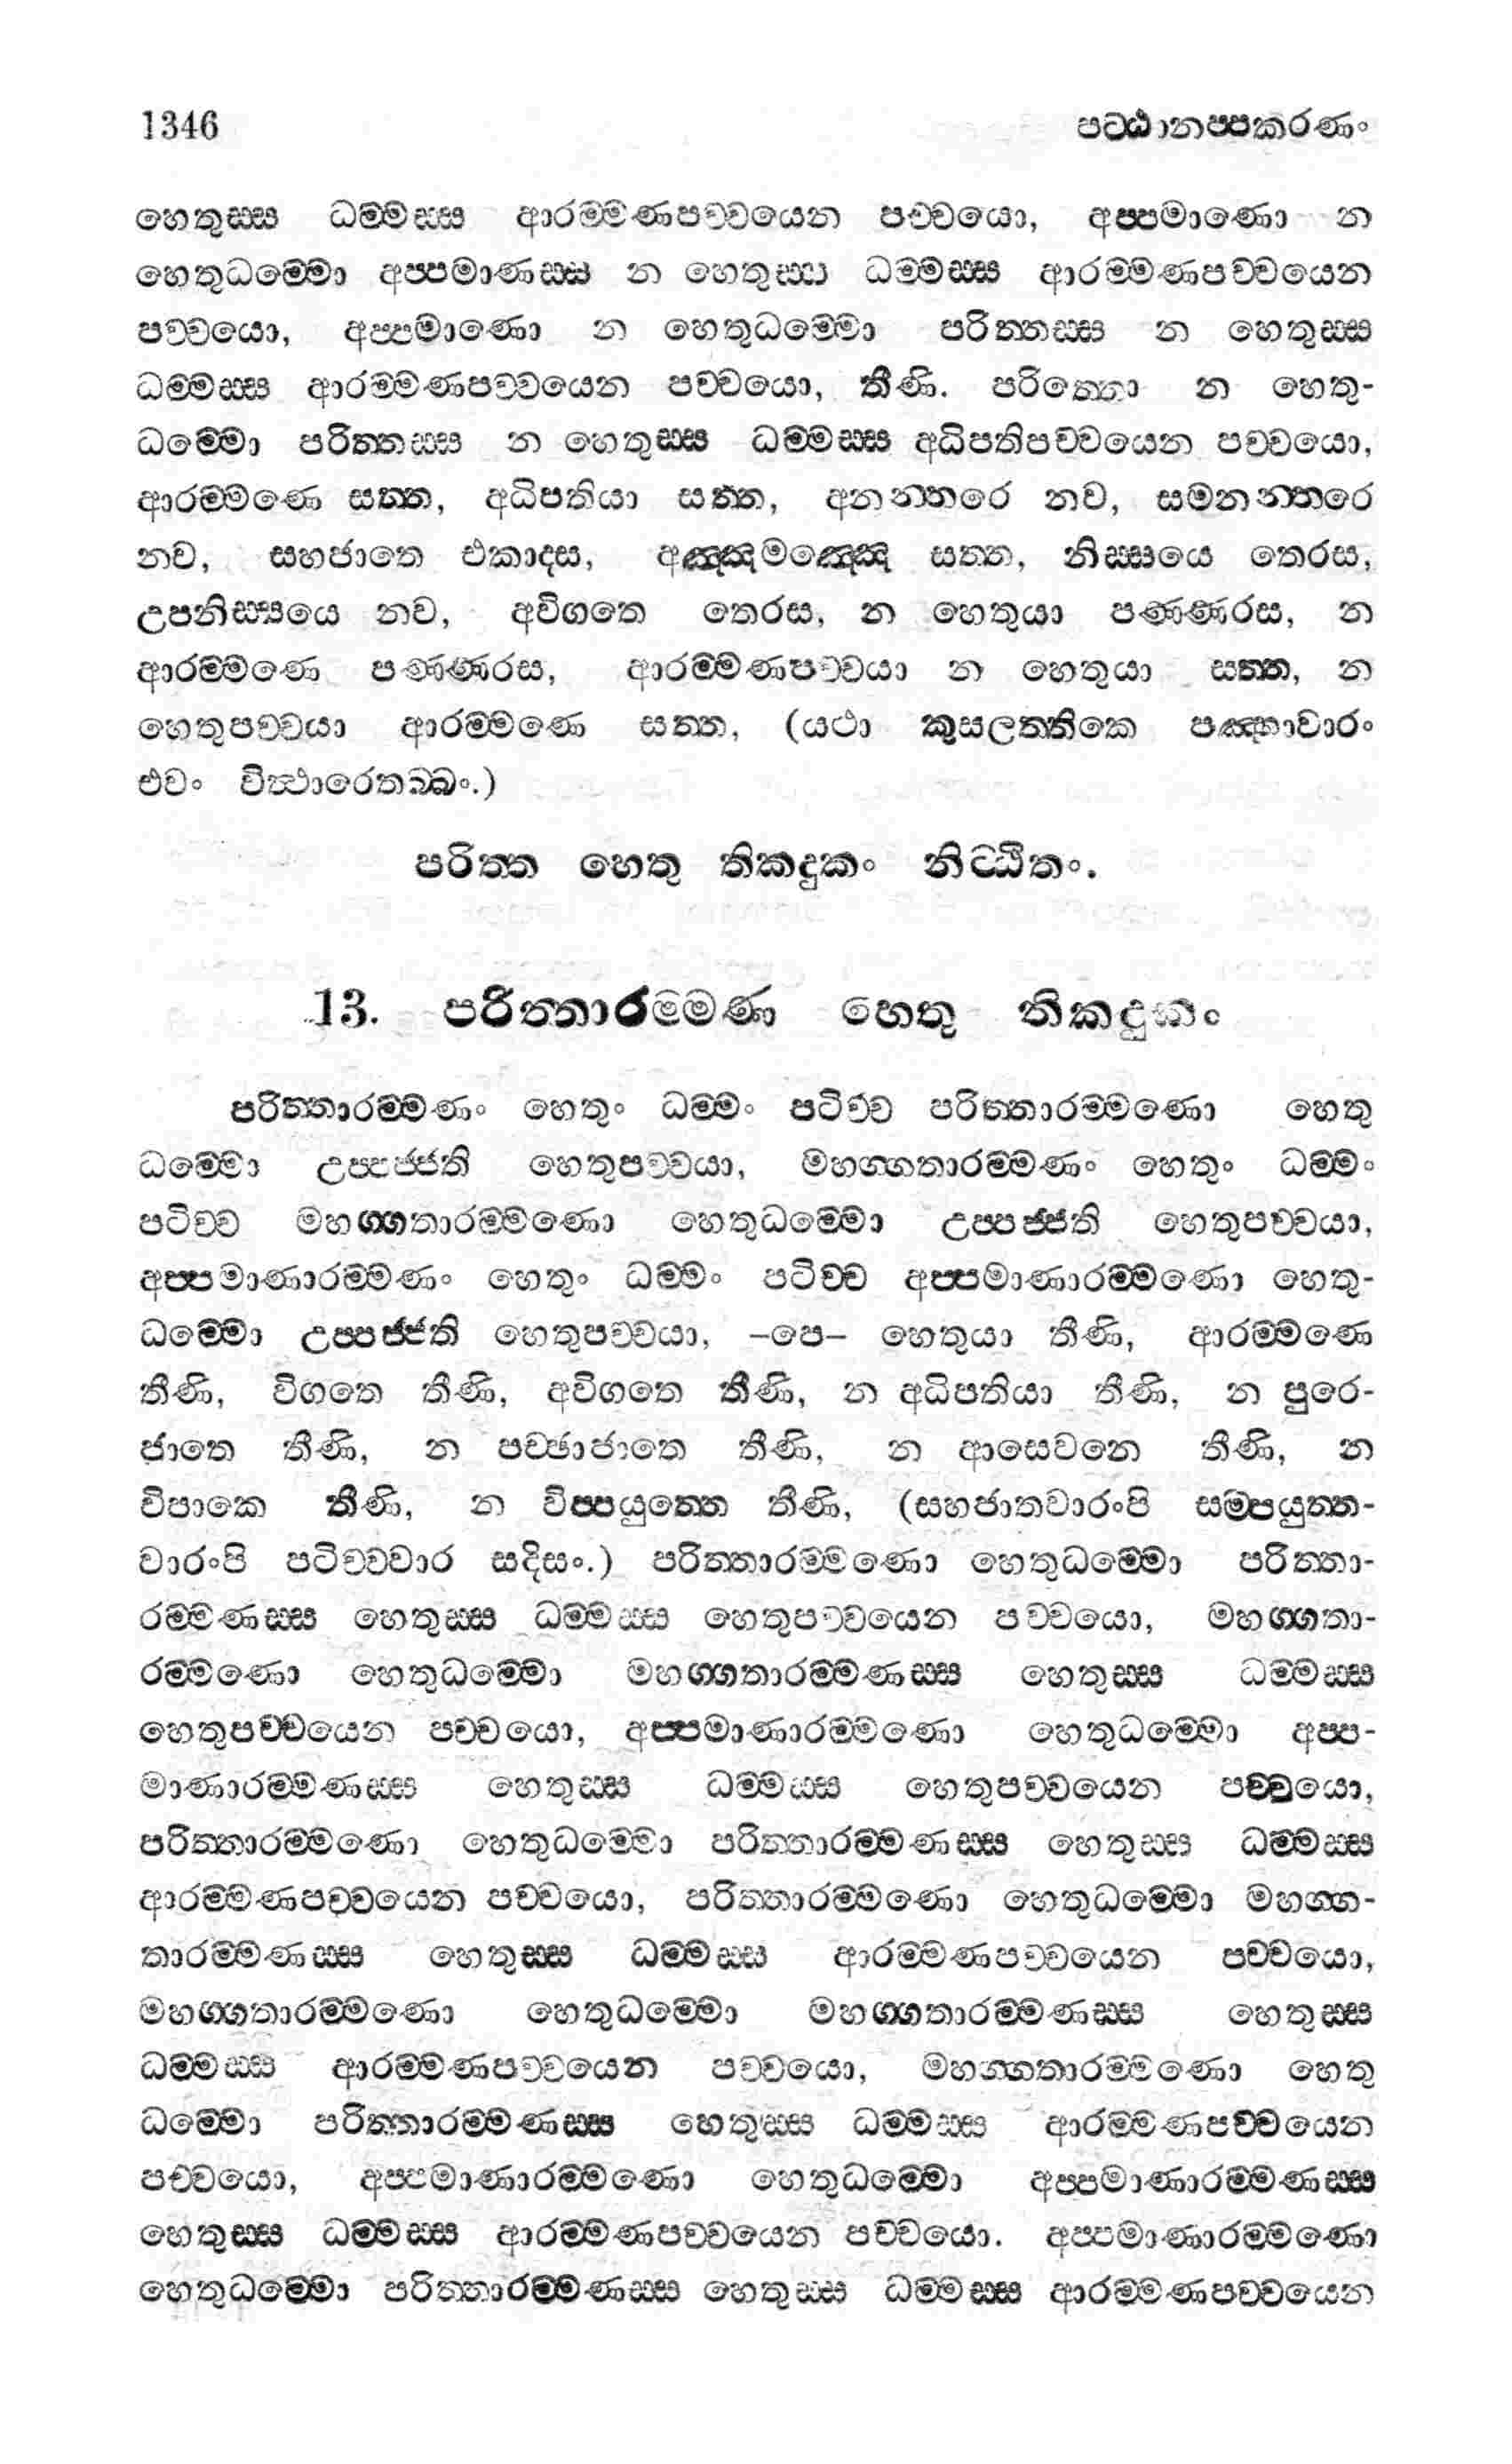 1346 පට්ඨානප්පකරණං
හෙතුස්ස ධම්මස්ස ආරම්මණපච්චයෙන පච්චයො, අප්පමාණො න
හෙතුධම්මො අප්පමාණස්ස න හෙතුස්ස ධම්මස්ස ආරම්මණපච්චයෙන
පච්චයො, අප්පමාණො න හෙතුධම්මො පරිත්තස්ස න හෙතුස්ස
ධම්මස්ස ආරම්මණපච්චයෙන පච්චයො, තීණි. පරිත්තො න හෙතු-
ධම්මො පරිත්තස්ස න හෙතුස්ස ධම්මස්ස අධිපතිපච්චයෙන පච්චයො,
ආරම්මණෙ සත්ත, අධිපතියා සත්ත, අනන්තරෙ නව, සමනන්තරෙ
නව, සහජාතෙ එකාදස, අඤ්ඤමඤ්ඤෙ සත්ත, නිස්සයෙ තෙරස,
උපනිස්සයෙ නව, අවිගතෙ තෙරස, න හෙතුයා පණ්ණරස, න
ආරම්මණෙ පණ්ණරස, ආරම්මණපච්චයා න හෙතුයා සත්ත, න
හෙතුපච්චයා ආරම්මණෙ සත්ත, (යථා කුසලත්තිකෙ පඤ්හාවාරං
එවං විත්ථාරෙතබ්බං.)
පරිත්ත හෙතු තිකදුකං නිට්ඨිතං.
13. පරිත්තාරම්මණ හෙතු තිකදුකං
පරිත්තාරම්මණං හෙතුං ධම්මං පටිච්ච පරිත්තාරම්මණො හෙතු
ධම්මො උප්පජ්ජති හෙතුපච්චයා, මහග්ගතාරම්මණං හෙතුං ධම්මං
පටිච්ච මහග්ගතාරම්මණො හෙතුධම්මො උප්පජ්ජති හෙතුපච්චයා,
අප්පමාණාරම්මණං හෙතුං ධම්මං පටිච්ච අප්පමාණාරම්මණො හෙතු-
ධම්මො උප්පජ්ජති හෙතුපච්චයා, –පෙ– හෙතුයා තීණි, ආරම්මණෙ
තීණි, විගතෙ තීණි, අවිගතෙ තීණි, න අධිපතියා තීණි, න පුරෙ-
ජාතෙ තීණි, න පච්ඡාජාතෙ තීණි, න ආසෙවනෙ තීණි, න
විපාකෙ තීණි, න විප්පයුත්තෙ තීණි, (සහජාතවාරංපි සම්පයුත්ත-
වාරංපි පටිච්චවාර සදිසං.) පරිත්තාරම්මණො හෙතුධම්මො පරිත්තා-
රම්මණස්ස හෙතුස්ස ධම්මස්ස හෙතුපච්චයෙන පච්චයො, මහග්ගතා-
රම්මණො හෙතුධම්මො මහග්ගතාරම්මණස්ස හෙතුස්ස ධම්මස්ස
හෙතුපච්චයෙන පච්චයො, අප්පමාණාරම්මණො හෙතුධම්මො අප්ප-
මාණාරම්මණස්ස හෙතුස්ස ධම්මස්ස හෙතුපච්චයෙන පච්චයො,
පරිත්තාරම්මණො හෙතුධම්මො පරිත්තාරම්මණස්ස හෙතුස්ස ධම්මස්ස
ආරම්මණපච්චයෙන පච්චයො, පරිත්තාරම්මණො හෙතුධම්මො මහග්ග-
තාරම්මණස්ස හෙතුස්ස ධම්මස්ස ආරම්මණපච්චයෙන පච්චයො,
මහග්ගතාරම්මණො හෙතුධම්මො මහග්ගතාරම්මණස්ස හෙතුස්ස
ධම්මස්ස ආරම්මණපච්චයෙන පච්චයො, මහග්ගතාරම්මණො හෙතු
ධම්මො පරිත්තාරම්මණස්ස හෙතුස්ස ධම්මස්ස ආරම්මණපච්චයෙන
පච්චයො, අප්පමාණාරම්මණො හෙතුධම්මො අප්පමාණාරම්මණස්ස
හෙතුස්ස ධම්මස්ස ආරම්මණපච්චයෙන පච්චයො. අප්පමාණාරම්මණො
හෙතුධම්මො පරිත්තාරම්මණස්ස හෙතුස්ස ධම්මස්ස ආරම්මණපච්චයෙන